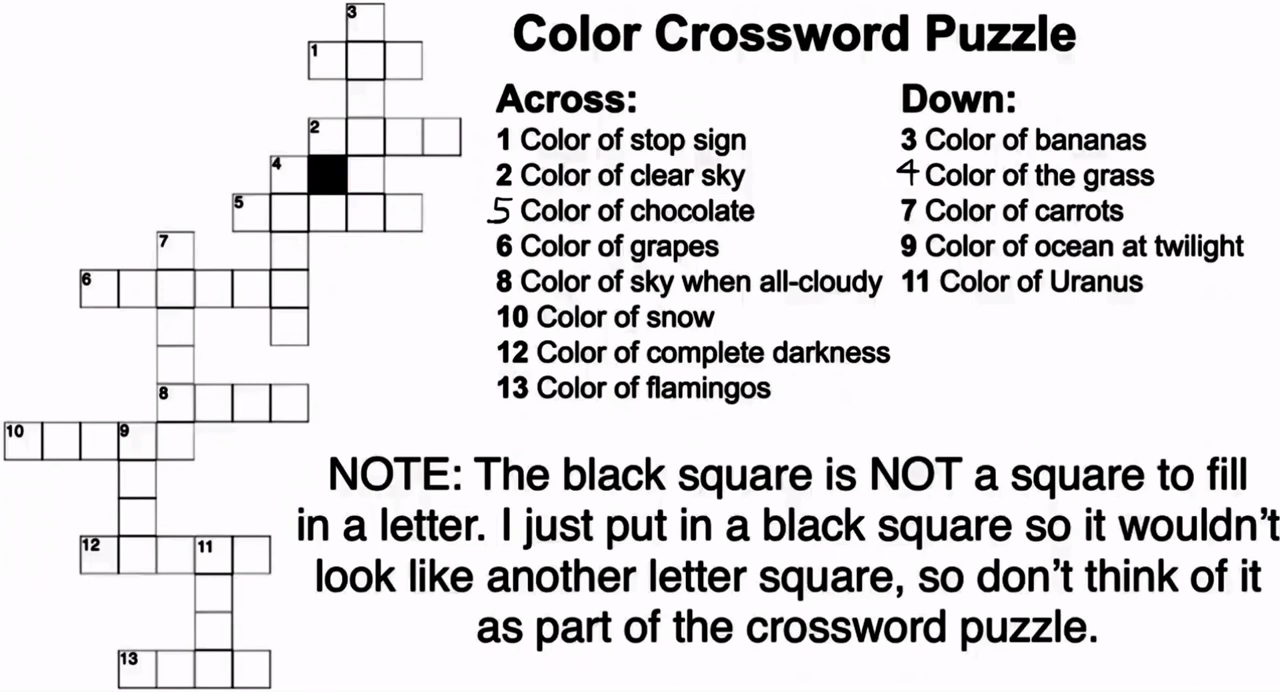 Color Crossword Puzzle
Across:
1 Color of stop sign
2 Color of clear sky
5 Color of chocolate
6 Color of grapes
8 Color of sky when all-cloudy
10 Color of snow
12 Color of complete darkness
13 Color of flamingos
Down:
3 Color of bananas
4 Color of the grass
7 Color of carrots
9 Color of ocean at twilight
11 Color of Uranus
3
1
2
4
5
7
6
8
10 9
12 11
13
NOTE: The black square is NOT a square to fill
in a letter. I just put in a black square so it wouldn't
look like another letter square, so don't think of it
as part of the crossword puzzle.